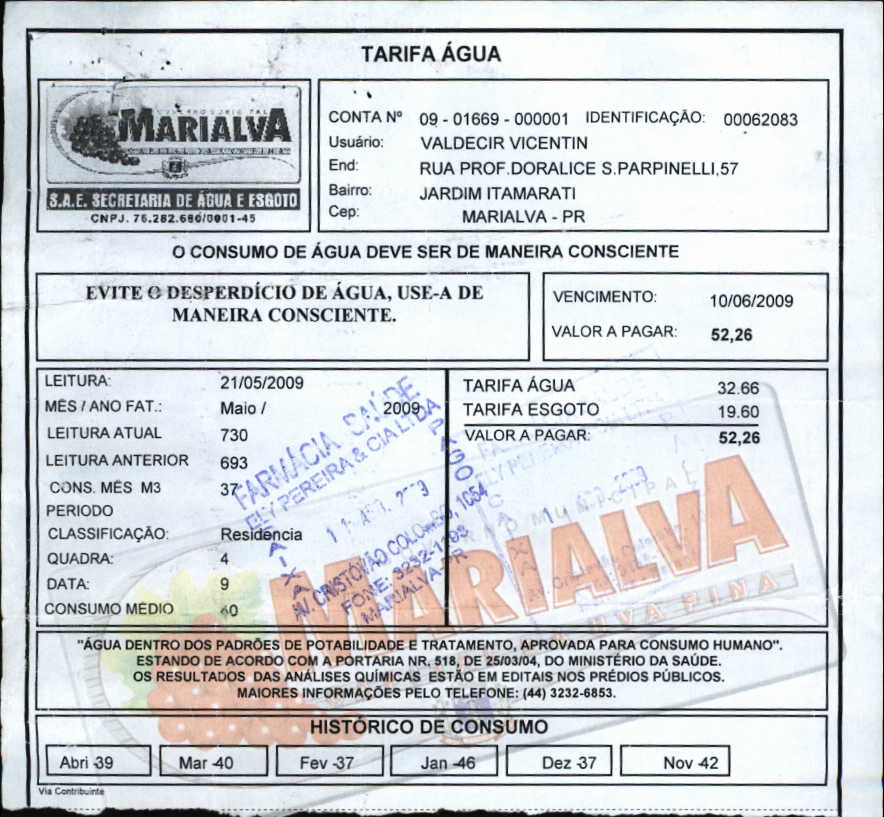 TARIFA ÁGUA
MARIALVA
S.A.E. SECRETARIA DE ÁGUA E ESGOTO
CNPJ. 76.282.680/0001-45
CONTA Nº 09 - 01669 - 000001 IDENTIFICAÇÃO: 00062083
Usuário: VALDECIR VICENTIN
End: RUA PROF.DORALICE S.PARPINELLI,57
Bairro: JARDIM ITAMARATI
Cep: MARIALVA - PR
O CONSUMO DE ÁGUA DEVE SER DE MANEIRA CONSCIENTE
EVITE O DESPERDÍCIO DE ÁGUA, USE-A DE
MANEIRA CONSCIENTE.
VENCIMENTO: 10/06/2009
VALOR A PAGAR: 52,26
LEITURA: 21/05/2009
MÊS / ANO FAT.: Maio / 2009
LEITURA ATUAL 730
LEITURA ANTERIOR 693
CONS. MÊS M3 37
PERIODO
CLASSIFICAÇÃO: Residência
QUADRA: 4
DATA: 9
CONSUMO MÉDIO 40
TARIFA ÁGUA 32.66
TARIFA ESGOTO 19.60
VALOR A PAGAR: 52,26
FARMÁCIA SAÚDE
ELY PEREIRA & CIA LTDA
PAGO
CAIXA
AV. CRISTÓVÃO COLOMBO, 1054
FONE: 3232-1199
MARIALVA-PR
MARIALVA
UVA FINA
"ÁGUA DENTRO DOS PADRÕES DE POTABILIDADE E TRATAMENTO, APROVADA PARA CONSUMO HUMANO".
ESTANDO DE ACORDO COM A PORTARIA NR. 518, DE 25/03/04, DO MINISTÉRIO DA SAÚDE.
OS RESULTADOS DAS ANÁLISES QUÍMICAS ESTÃO EM EDITAIS NOS PRÉDIOS PÚBLICOS.
MAIORES INFORMAÇÕES PELO TELEFONE: (44) 3232-6853.
HISTÓRICO DE CONSUMO
Abri -39 Mar -40 Fev -37 Jan -46 Dez -37 Nov -42
Via Contribuinte